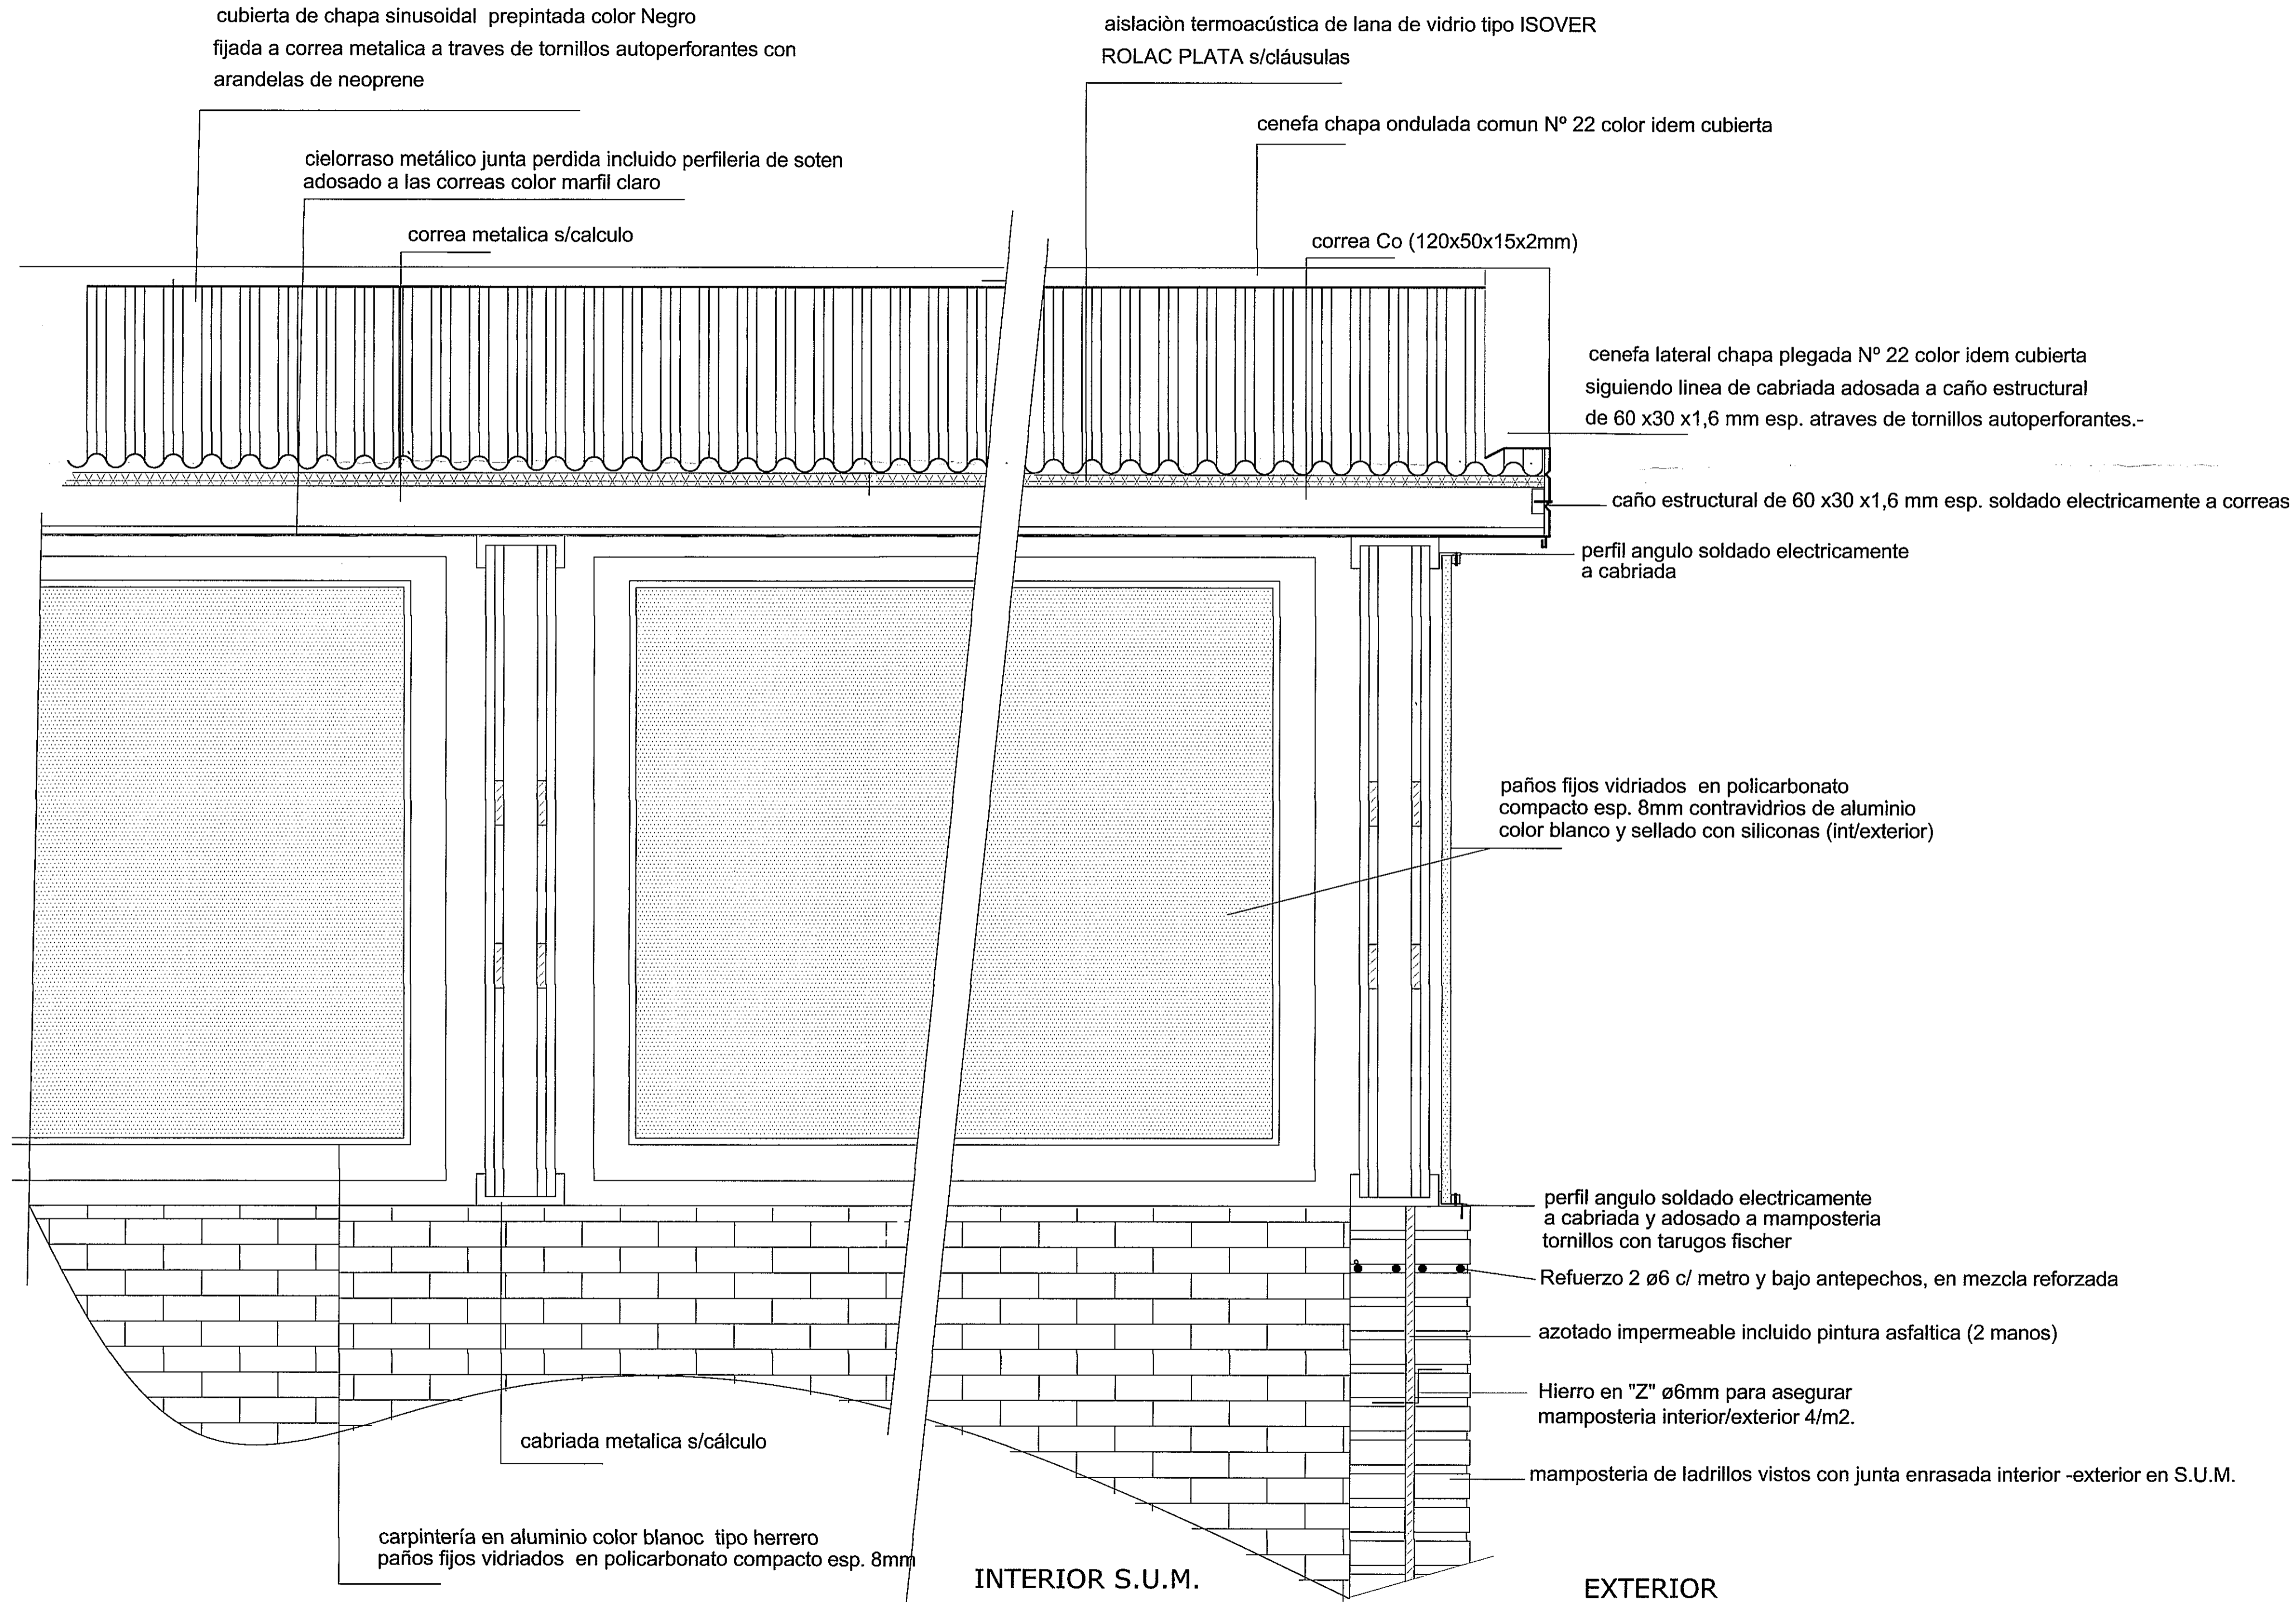 cubierta de chapa sinusoidal prepintada color Negro
fijada a correa metalica a traves de tornillos autoperforantes con
arandelas de neoprene
aislaciòn termoacústica de lana de vidrio tipo ISOVER
ROLAC PLATA s/cláusulas
cenefa chapa ondulada comun Nº 22 color idem cubierta
cielorraso metálico junta perdida incluido perfileria de soten
adosado a las correas color marfil claro
correa metalica s/calculo
correa Co (120x50x15x2mm)
cenefa lateral chapa plegada Nº 22 color idem cubierta
siguiendo linea de cabriada adosada a caño estructural
de 60 x30 x1,6 mm esp. atraves de tornillos autoperforantes.-
caño estructural de 60 x30 x1,6 mm esp. soldado electricamente a correas
perfil angulo soldado electricamente
a cabriada
paños fijos vidriados en policarbonato
compacto esp. 8mm contravidrios de aluminio
color blanco y sellado con siliconas (int/exterior)
perfil angulo soldado electricamente
a cabriada y adosado a mamposteria
tornillos con tarugos fischer
Refuerzo 2 ø6 c/ metro y bajo antepechos, en mezcla reforzada
azotado impermeable incluido pintura asfaltica (2 manos)
Hierro en "Z" ø6mm para asegurar
mamposteria interior/exterior 4/m2.
cabriada metalica s/cálculo
mamposteria de ladrillos vistos con junta enrasada interior -exterior en S.U.M.
carpintería en aluminio color blanoc tipo herrero
paños fijos vidriados en policarbonato compacto esp. 8mm
INTERIOR S.U.M.
EXTERIOR